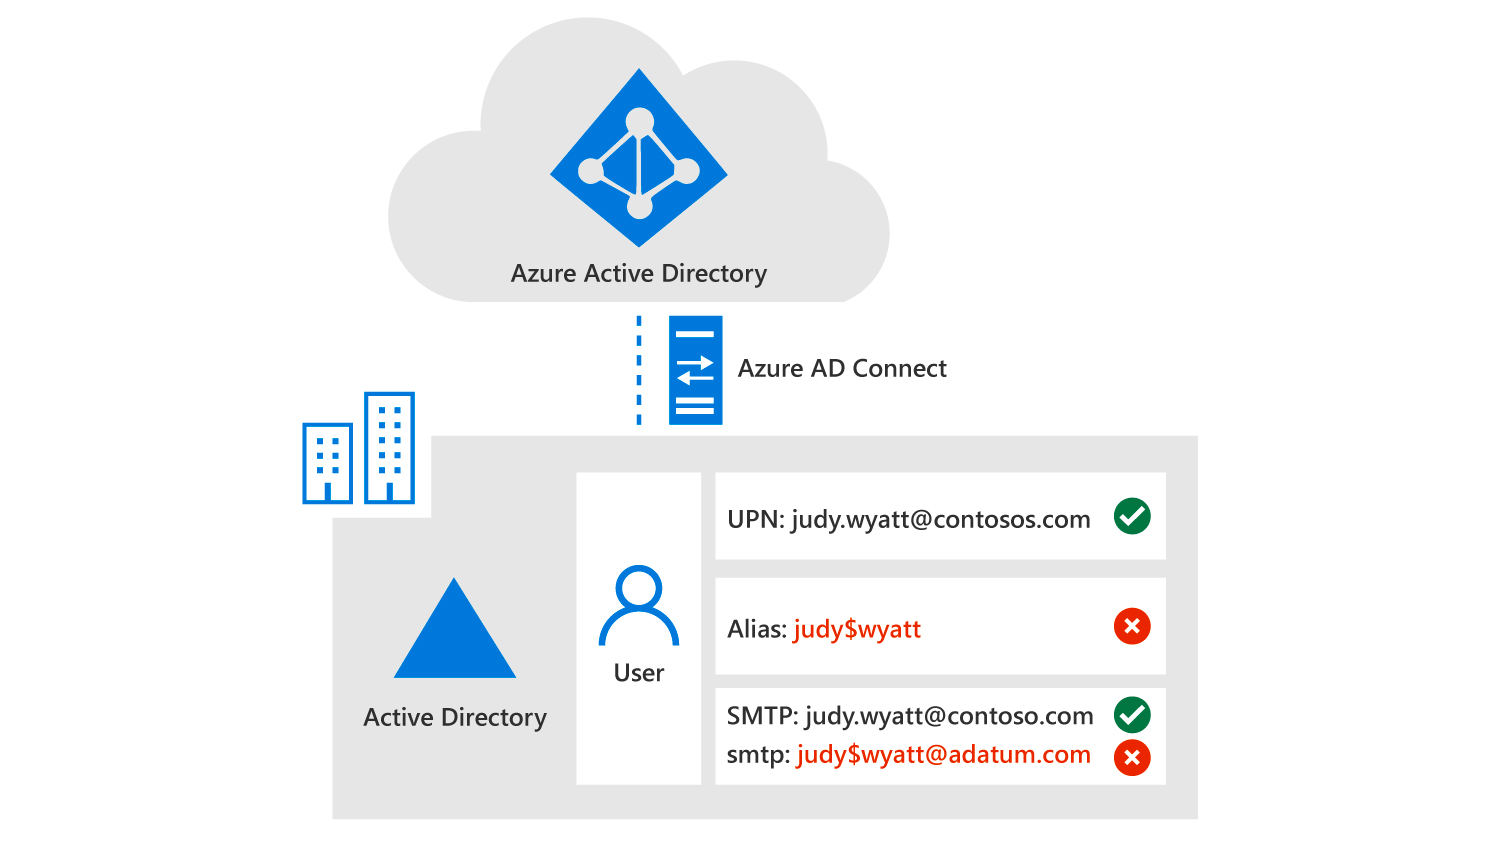 Azure Active Directory
Azure AD Connect
UPN: judy.wyatt@contosos.com
Alias: judy$wyatt
User
Active Directory
SMTP: judy.wyatt@contoso.com
smtp: judy$wyatt@adatum.com